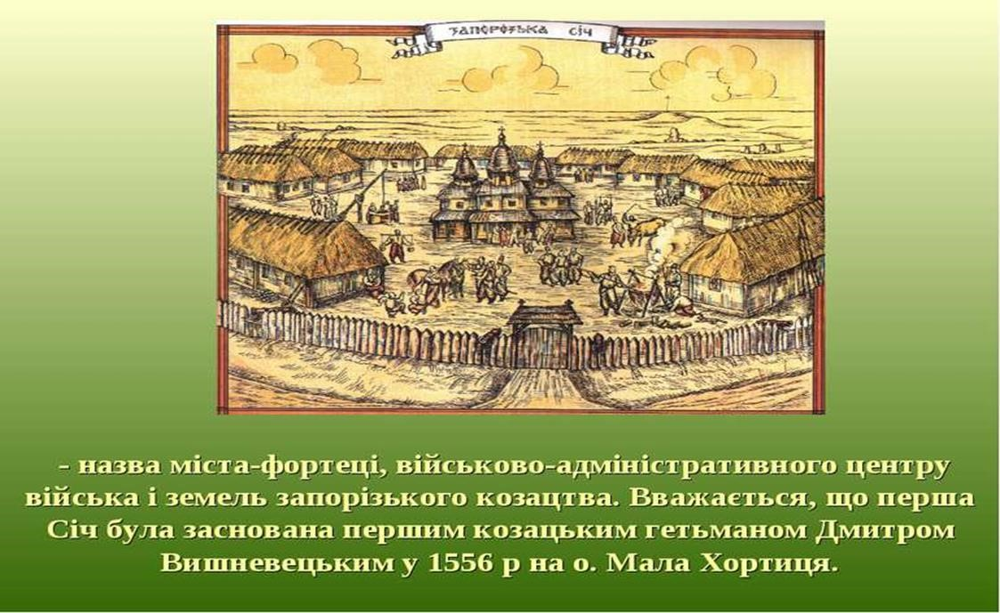 ЗАПОРОЗЬКА СІЧ
- назва міста-фортеці, військово-адміністративного центру
війська і земель запорізького козацтва. Вважається, що перша
Січ була заснована першим козацьким гетьманом Дмитром
Вишневецьким у 1556 р на о. Мала Хортиця.